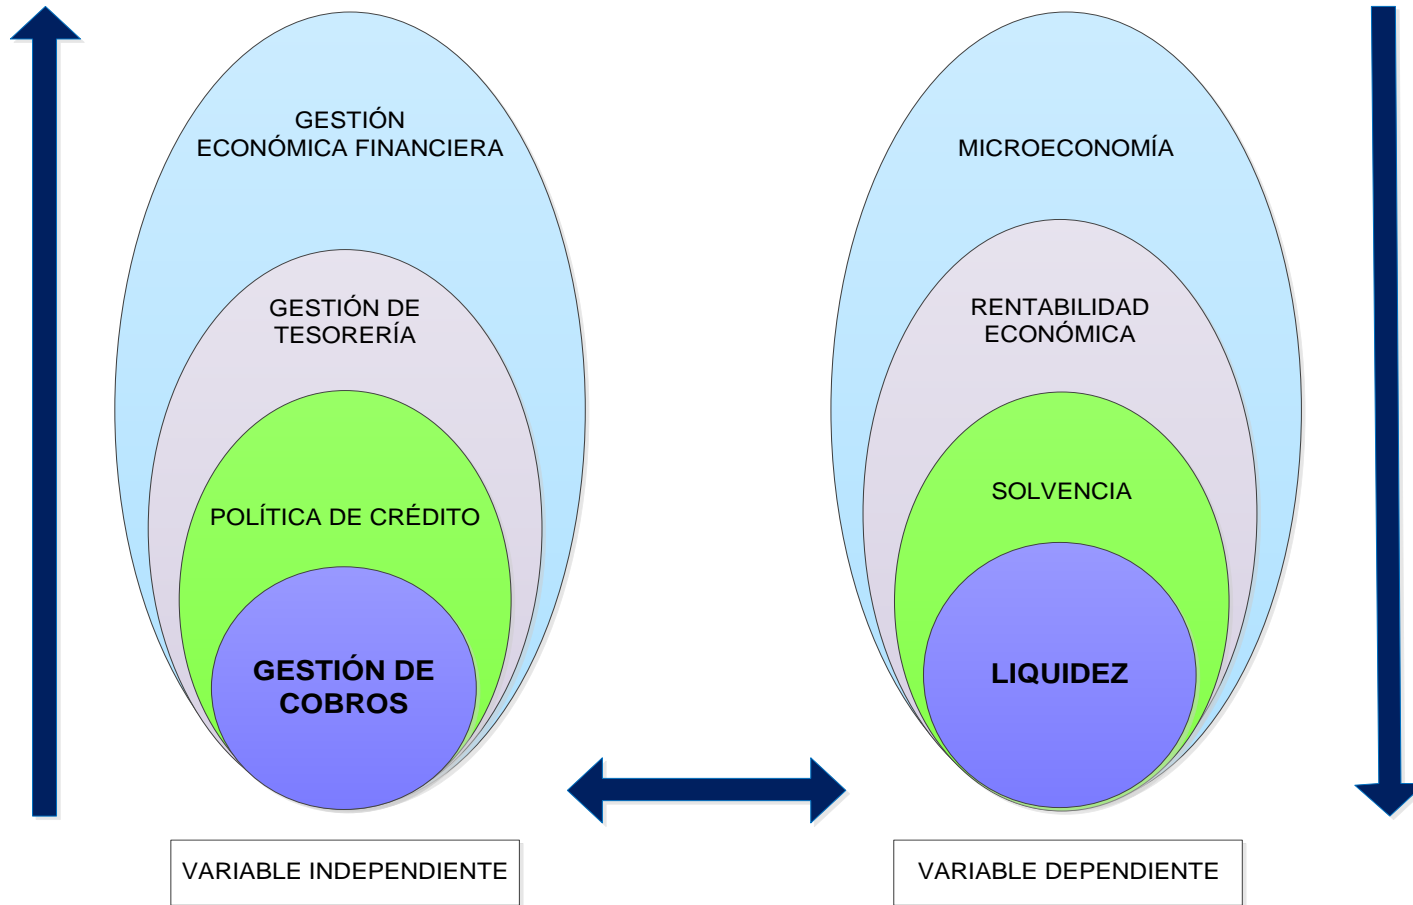 GESTIÓN
ECONÓMICA FINANCIERA
GESTIÓN DE
TESORERÍA
POLÍTICA DE CRÉDITO
GESTIÓN DE
COBROS
VARIABLE INDEPENDIENTE
MICROECONOMÍA
RENTABILIDAD
ECONÓMICA
SOLVENCIA
LIQUIDEZ
VARIABLE DEPENDIENTE